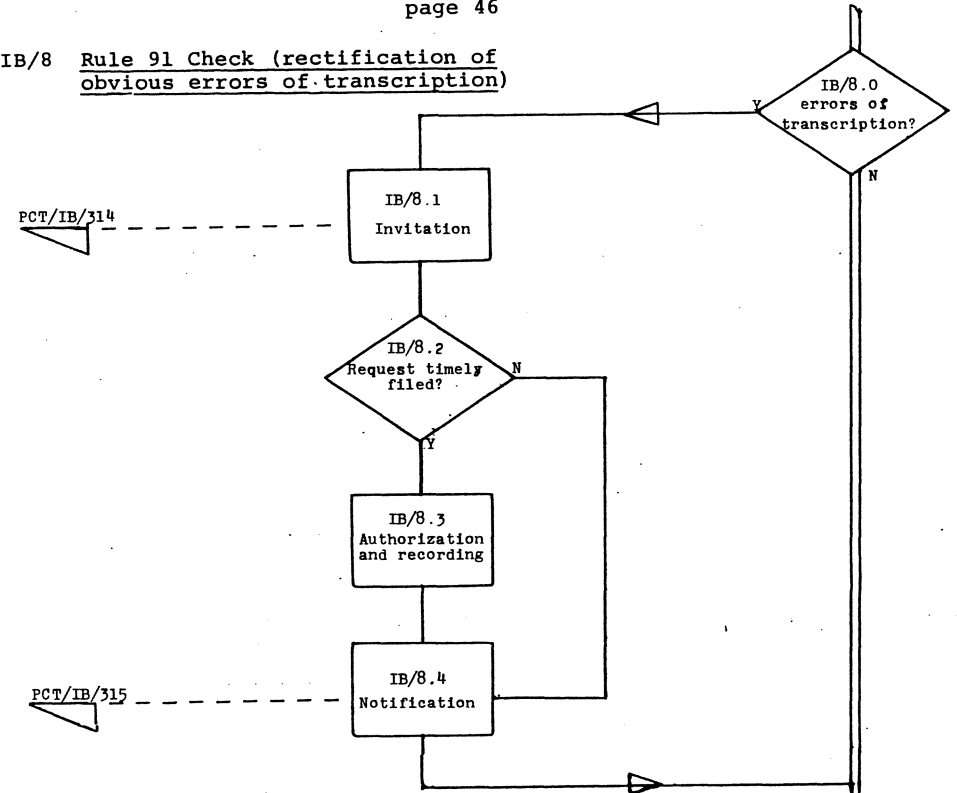 page 46
IB/8 Rule 91 Check (rectification of
obvious errors of transcription)
IB/8.0
errors of
transcription?
Y
N
IB/8.1
Invitation
PCT/IB/314
IB/8.2
Request timely
filed?
N
Y
IB/8.3
Authorization
and recording
IB/8.4
Notification
PCT/IB/315